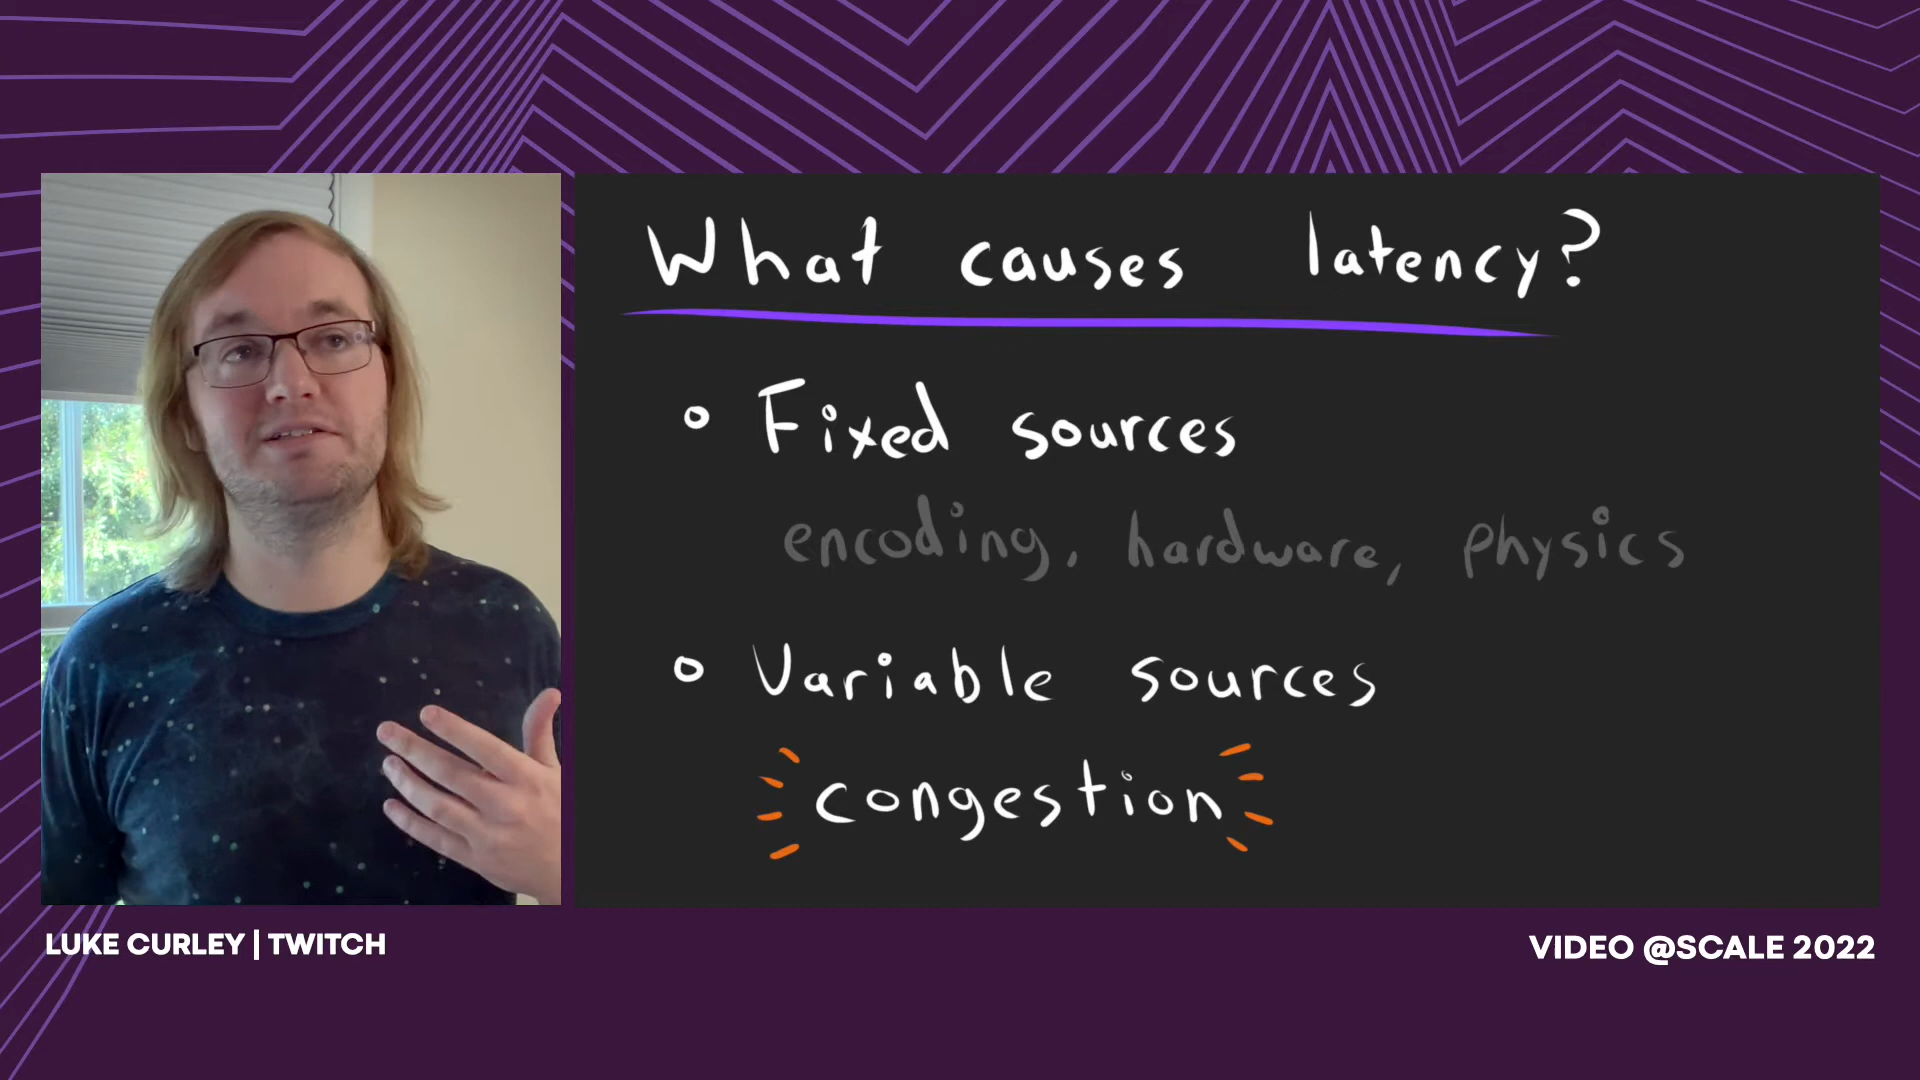 What causes latency?
Fixed sources
encoding, hardware, physics
Variable sources
congestion
LUKE CURLEY | TWITCH
VIDEO @SCALE 2022